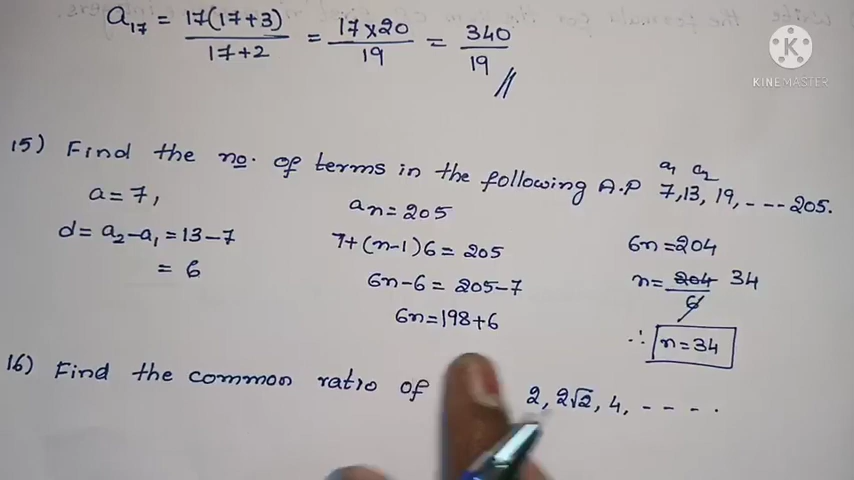 a₁₇ = 17(17+3)/17+2 = 17×20/19 = 340/19
KINEMASTER
15) Find the no. of terms in the following A.P 7, 13, 19, - - - 205.
a₁ a₂
a = 7,
d = a₂ - a₁ = 13 - 7
= 6
an = 205
7+(n-1)6 = 205
6n - 6 = 205 - 7
6n = 198 + 6
6n = 204
n = 204/6 34
∴ n = 34
16) Find the common ratio of 2, 2√2, 4, - - - .